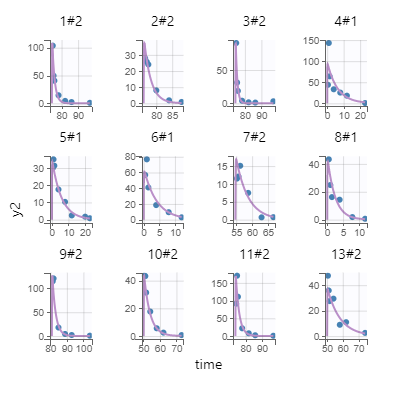 1#2 2#2 3#2 4#1
100 50 0 80 90
30 20 10 0 80 85
50 0 80 90
150 100 50 0 0 10 20
5#1 6#1 7#2 8#1
30 20 10 0 0 10 20
80 60 40 20 0 0 5 10
15 10 5 0 55 60 65
40 20 0 0 5 10
y2
9#2 10#2 11#2 13#2
100 50 0 80 90 100
40 20 0 50 60 70
150 100 50 0 80 90
40 20 0 50 60 70
time